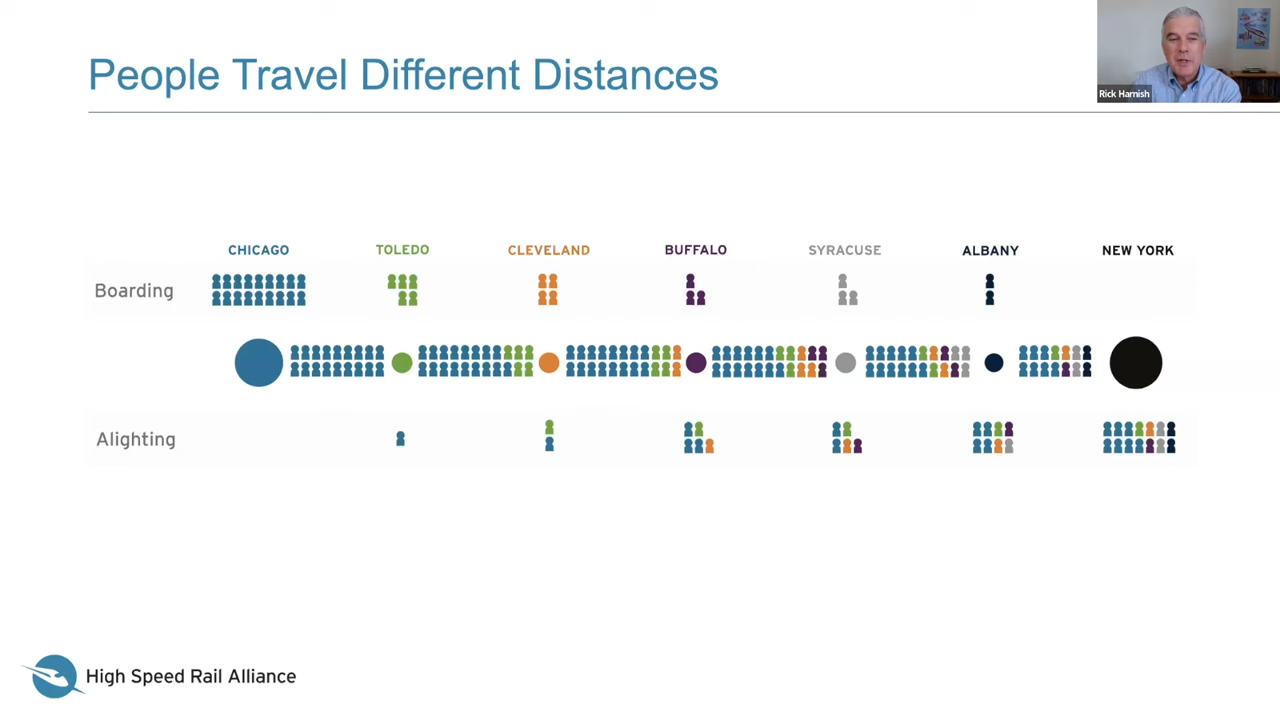 People Travel Different Distances
Rick Harnish
CHICAGO TOLEDO CLEVELAND BUFFALO SYRACUSE ALBANY NEW YORK
Boarding
Alighting
High Speed Rail Alliance